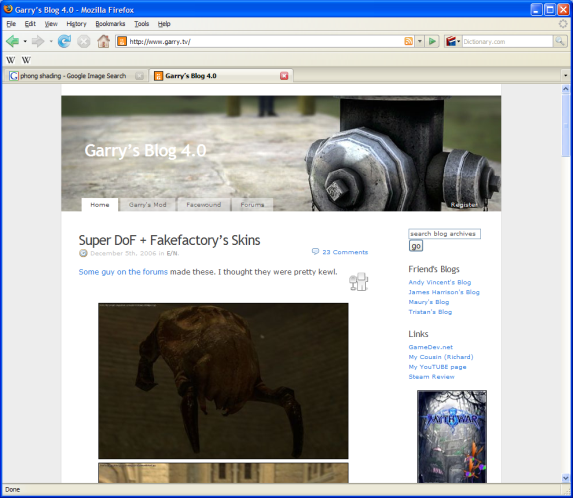 Garry's Blog 4.0 - Mozilla Firefox
File Edit View History Bookmarks Tools Help
http://www.garry.tv/
Dictionary.com
W W
phong shading - Google Image Search
Garry's Blog 4.0
Garry's Blog 4.0
Home Garry's Mod Facewound Forums Register
Super DoF + Fakefactory's Skins
December 5th, 2006 in E/N.
23 Comments
Some guy on the forums made these. I thought they were pretty kewl.
search blog archives
go
Friend's Blogs
Andy Vincent's Blog
James Harrison's Blog
Maury's Blog
Tristan's Blog
Links
GameDev.net
My Cousin (Richard)
My YouTUBE page
Steam Review
MYTH WAR
Done